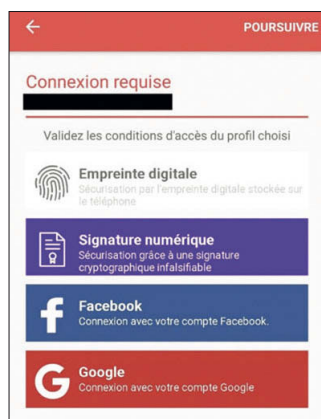 POURSUIVRE
Connexion requise
Validez les conditions d'accès du profil choisi
Empreinte digitale
Sécurisation par l'empreinte digitale stockée sur
le téléphone
Signature numérique
Sécurisation grâce à une signature
cryptographique infalsifiable
Facebook
Connexion avec votre compte Facebook.
Google
Connexion avec votre compte Google